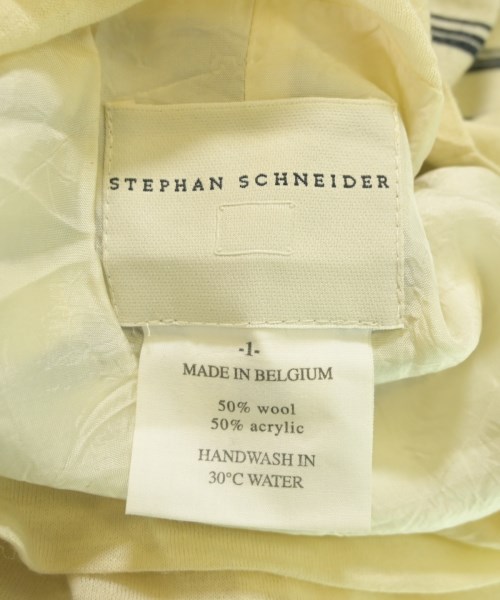 STEPHAN SCHNEIDER
-1-
MADE IN BELGIUM
50% wool
50% acrylic
HANDWASH IN
30°C WATER